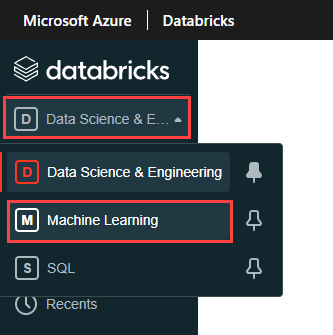 Microsoft Azure | Databricks
databricks
D Data Science & E...
D Data Science & Engineering
M Machine Learning
S SQL
Recents